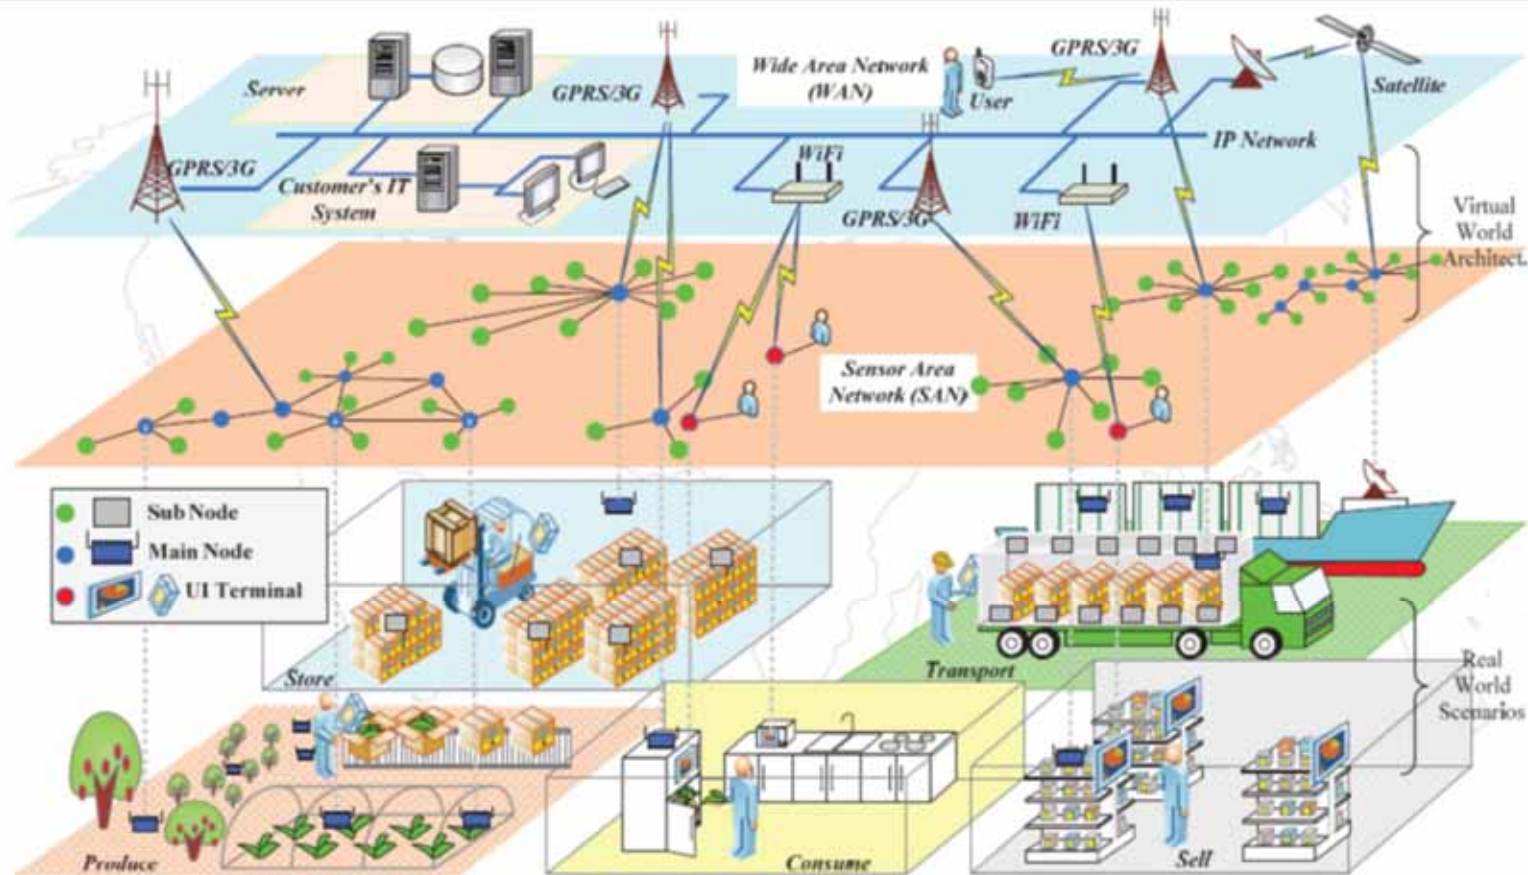 Server
GPRS/3G
Wide Area Network
(WAN)
User
GPRS/3G
Satellite
IP Network
GPRS/3G
Customer's IT
System
WiFi
GPRS/3G
WiFi
Virtual
World
Architect.
Sensor Area
Network (SAN)
Sub Node
Main Node
UI Terminal
Store
Transport
Real
World
Scenarios
Produce
Consume
Sell